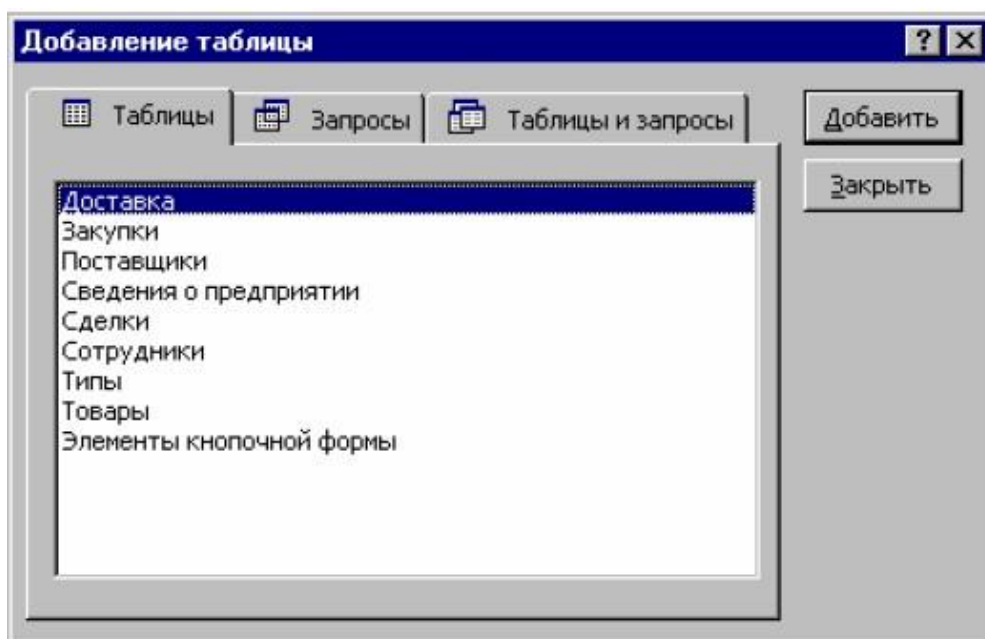 Добавление таблицы
Таблицы
Запросы
Таблицы и запросы
Добавить
Закрыть
Доставка
Закупки
Поставщики
Сведения о предприятии
Сделки
Сотрудники
Типы
Товары
Элементы кнопочной формы